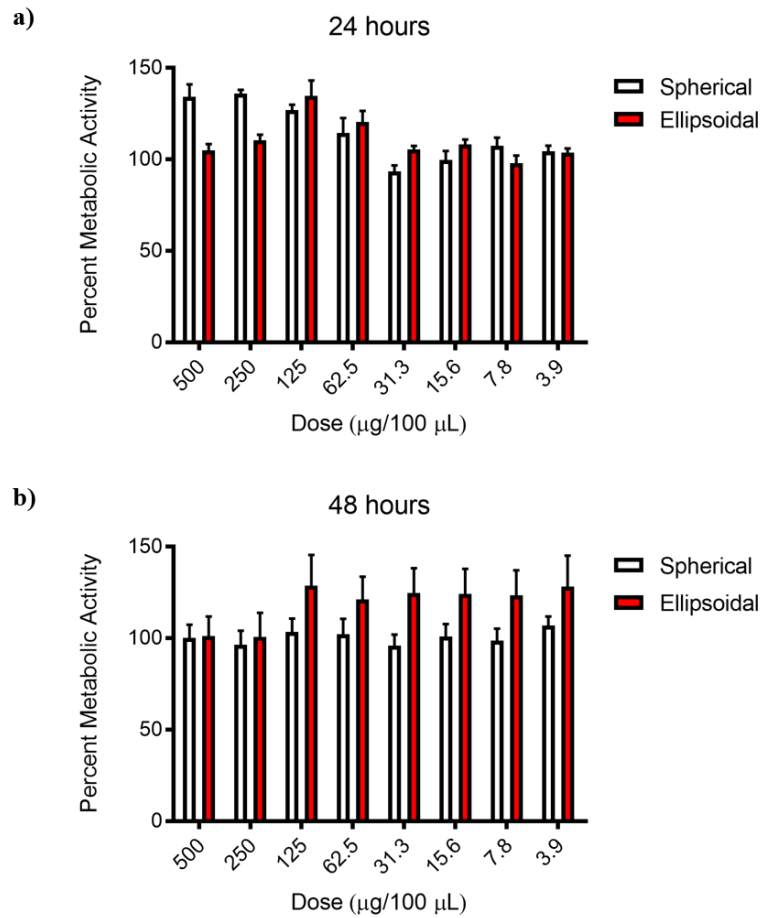 a)
24 hours
Percent Metabolic Activity
150
100
50
0
500 250 125 62.5 31.3 15.6 7.8 3.9
Dose (μg/100 μL)
Spherical
Ellipsoidal
b)
48 hours
Percent Metabolic Activity
150
100
50
0
500 250 125 62.5 31.3 15.6 7.8 3.9
Dose (μg/100 μL)
Spherical
Ellipsoidal